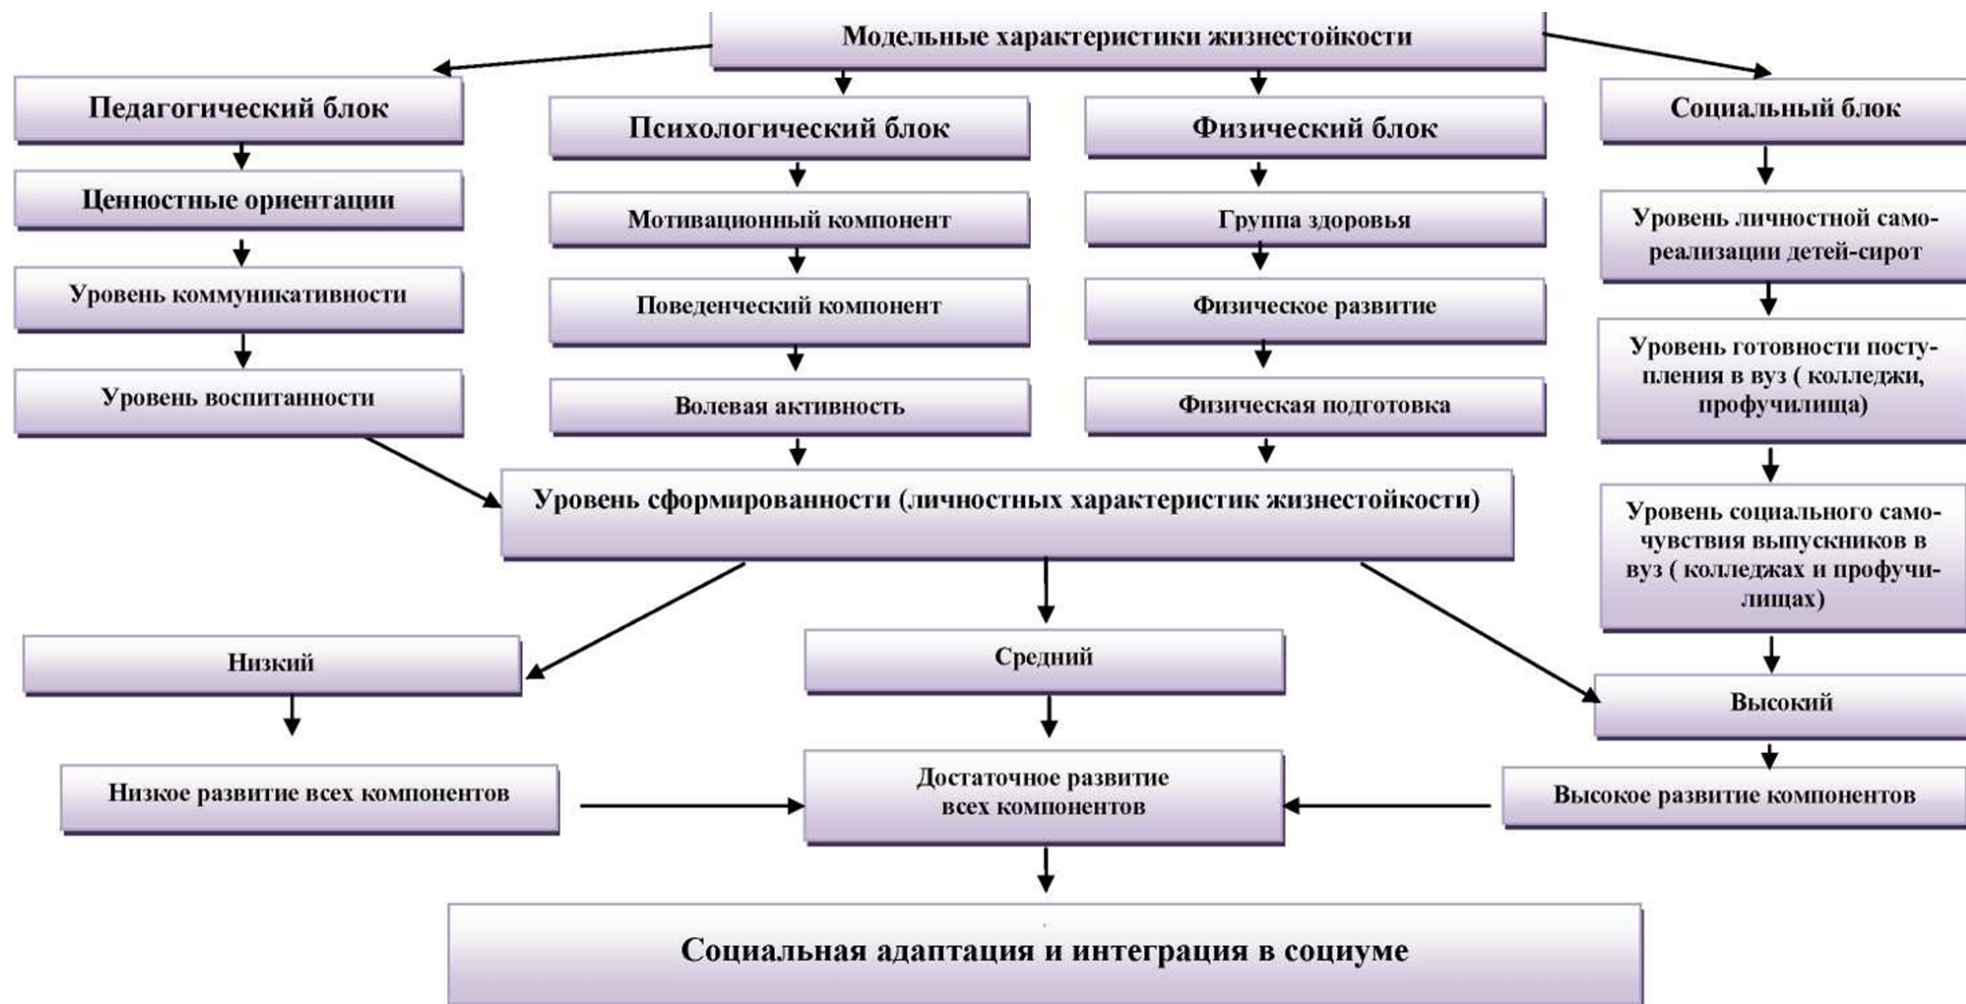 Модельные характеристики жизнестойкости
Педагогический блок
Ценностные ориентации
Уровень коммуникативности
Уровень воспитанности
Психологический блок
Мотивационный компонент
Поведенческий компонент
Волевая активность
Физический блок
Группа здоровья
Физическое развитие
Физическая подготовка
Социальный блок
Уровень личностной само-
реализации детей-сирот
Уровень готовности посту-
пления в вуз ( колледжи,
профучилища)
Уровень социального само-
чувствия выпускников в
вуз ( колледжах и профучи-
лищах)
Уровень сформированности (личностных характеристик жизнестойкости)
Низкий
Средний
Высокий
Низкое развитие всех компонентов
Достаточное развитие
всех компонентов
Высокое развитие компонентов
Социальная адаптация и интеграция в социуме